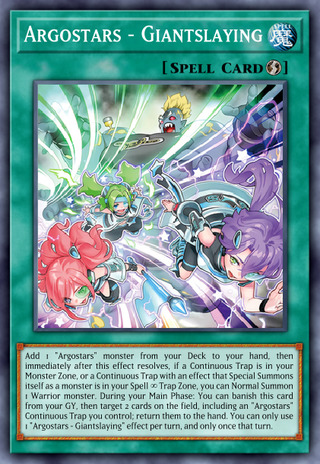 Argostars - Giantslaying 魔
[Spell Card]
Add 1 "Argostars" monster from your Deck to your hand, then
immediately after this effect resolves, if a Continuous Trap is in your
Monster Zone, or a Continuous Trap with an effect that Special Summons
itself as a monster is in your Spell & Trap Zone, you can Normal Summon
1 Warrior monster. During your Main Phase: You can banish this
card from your GY, then target 2 cards on the field, including an "Argostars"
Continuous Trap you control; return them to the hand. You can only use
1 "Argostars - Giantslaying" effect per turn, and only once that turn.